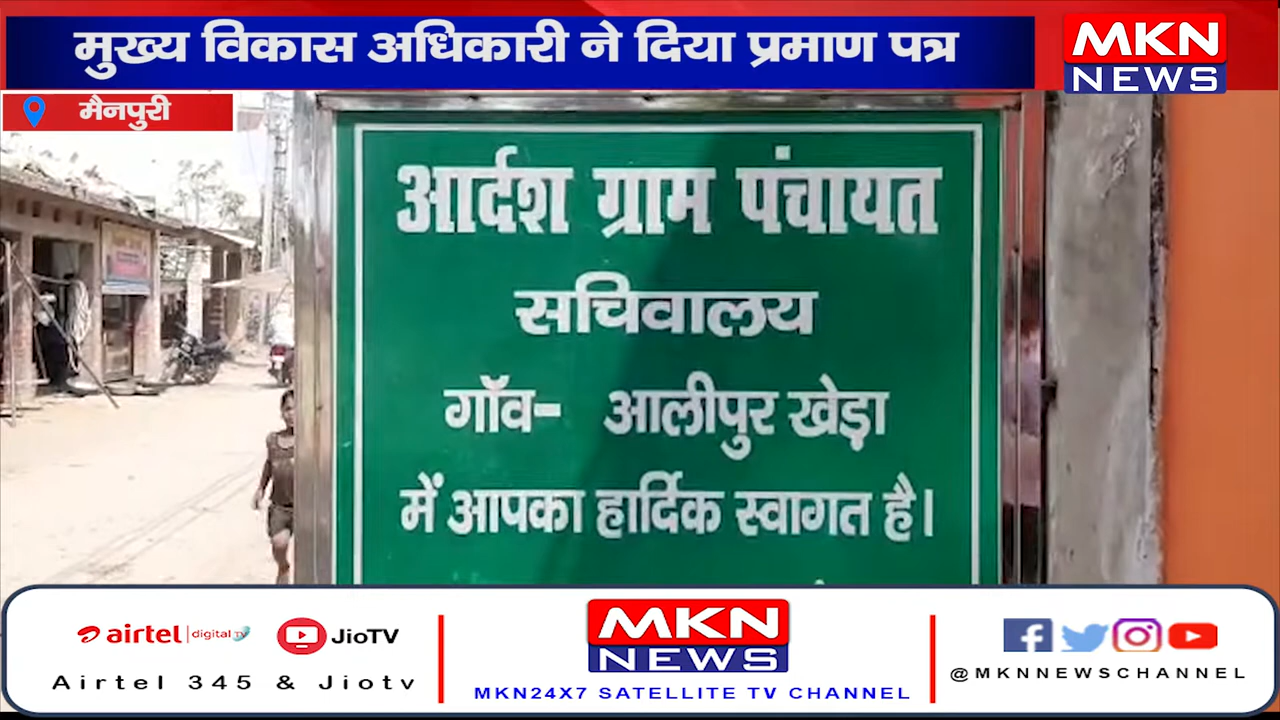 मुख्य विकास अधिकारी ने दिया प्रमाण पत्र
MKN
NEWS
मैनपुरी
आर्दश ग्राम पंचायत
सचिवालय
गॉव- आलीपुर खेड़ा
में आपका हार्दिक स्वागत है।
airtel digital TV
JioTV
Airtel 345 & Jiotv
MKN
NEWS
MKN24X7 SATELLITE TV CHANNEL
@MKNNEWSCHANNEL